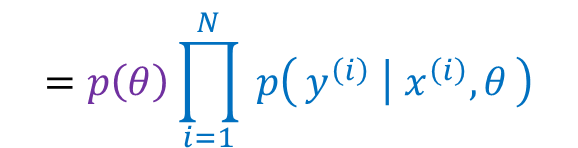 = p(θ) ∏_{i=1}^{N} p( y^{(i)} | x^{(i)}, θ )